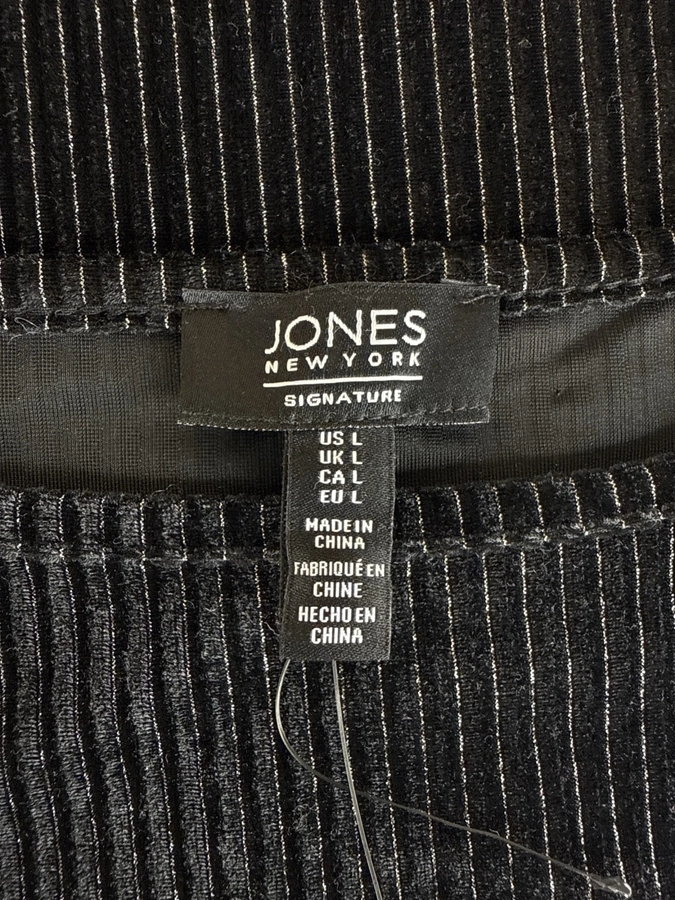 JONES
NEW YORK
SIGNATURE
US L
UK L
CA L
EU L
MADE IN
CHINA
FABRIQUÉ EN
CHINE
HECHO EN
CHINA